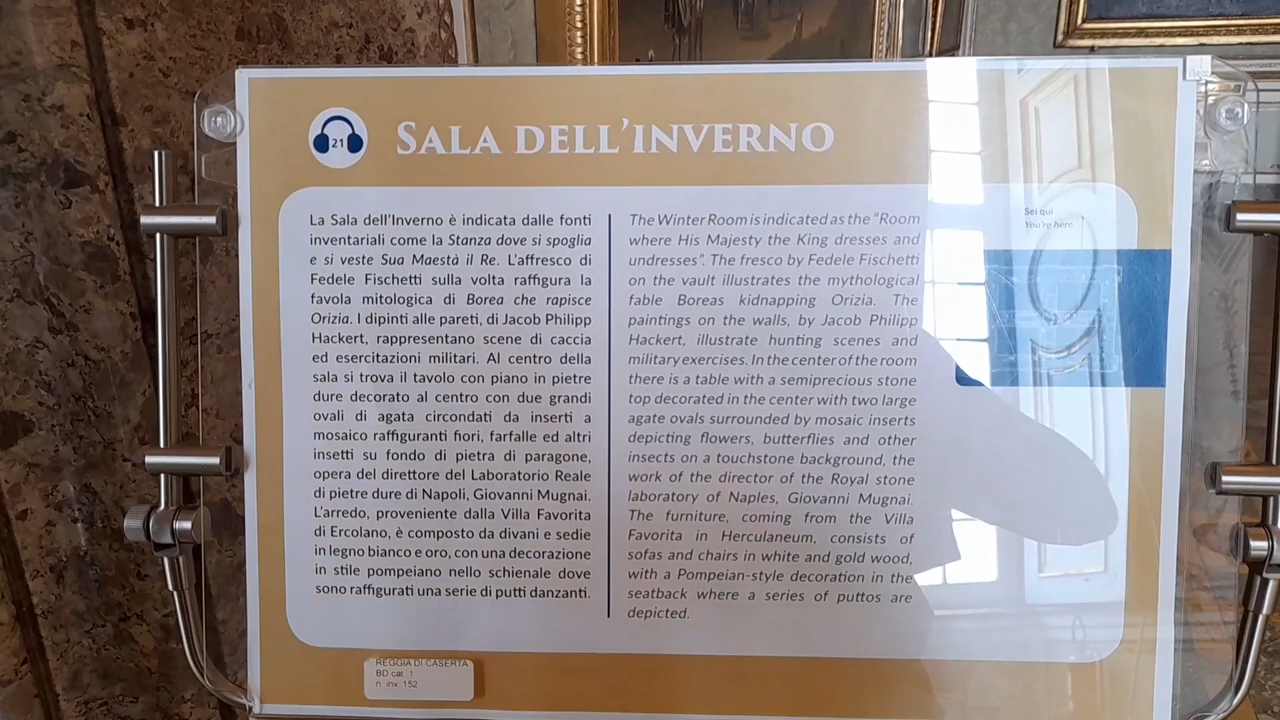 21
SALA DELL'INVERNO
La Sala dell'Inverno è indicata dalle fonti
inventariali come la Stanza dove si spoglia
e si veste Sua Maestà il Re. L'affresco di
Fedele Fischetti sulla volta raffigura la
favola mitologica di Borea che rapisce
Orizia. I dipinti alle pareti, di Jacob Philipp
Hackert, rappresentano scene di caccia
ed esercitazioni militari. Al centro della
sala si trova il tavolo con piano in pietre
dure decorato al centro con due grandi
ovali di agata circondati da inserti a
mosaico raffiguranti fiori, farfalle ed altri
insetti su fondo di pietra di paragone,
opera del direttore del Laboratorio Reale
di pietre dure di Napoli, Giovanni Mugnai.
L'arredo, proveniente dalla Villa Favorita
di Ercolano, è composto da divani e sedie
in legno bianco e oro, con una decorazione
in stile pompeiano nello schienale dove
sono raffigurati una serie di putti danzanti.
The Winter Room is indicated as the "Room
where His Majesty the King dresses and
undresses". The fresco by Fedele Fischetti
on the vault illustrates the mythological
fable Boreas kidnapping Orizia. The
paintings on the walls, by Jacob Philipp
Hackert, illustrate hunting scenes and
military exercises. In the center of the room
there is a table with a semiprecious stone
top decorated in the center with two large
agate ovals surrounded by mosaic inserts
depicting flowers, butterflies and other
insects on a touchstone background, the
work of the director of the Royal stone
laboratory of Naples, Giovanni Mugnai.
The furniture, coming from the Villa
Favorita in Herculaneum, consists of
sofas and chairs in white and gold wood,
with a Pompeian-style decoration in the
seatback where a series of puttos are
depicted.
Sei qui
You're here
REGGIA DI CASERTA
BD cat. 1
n. inv. 152